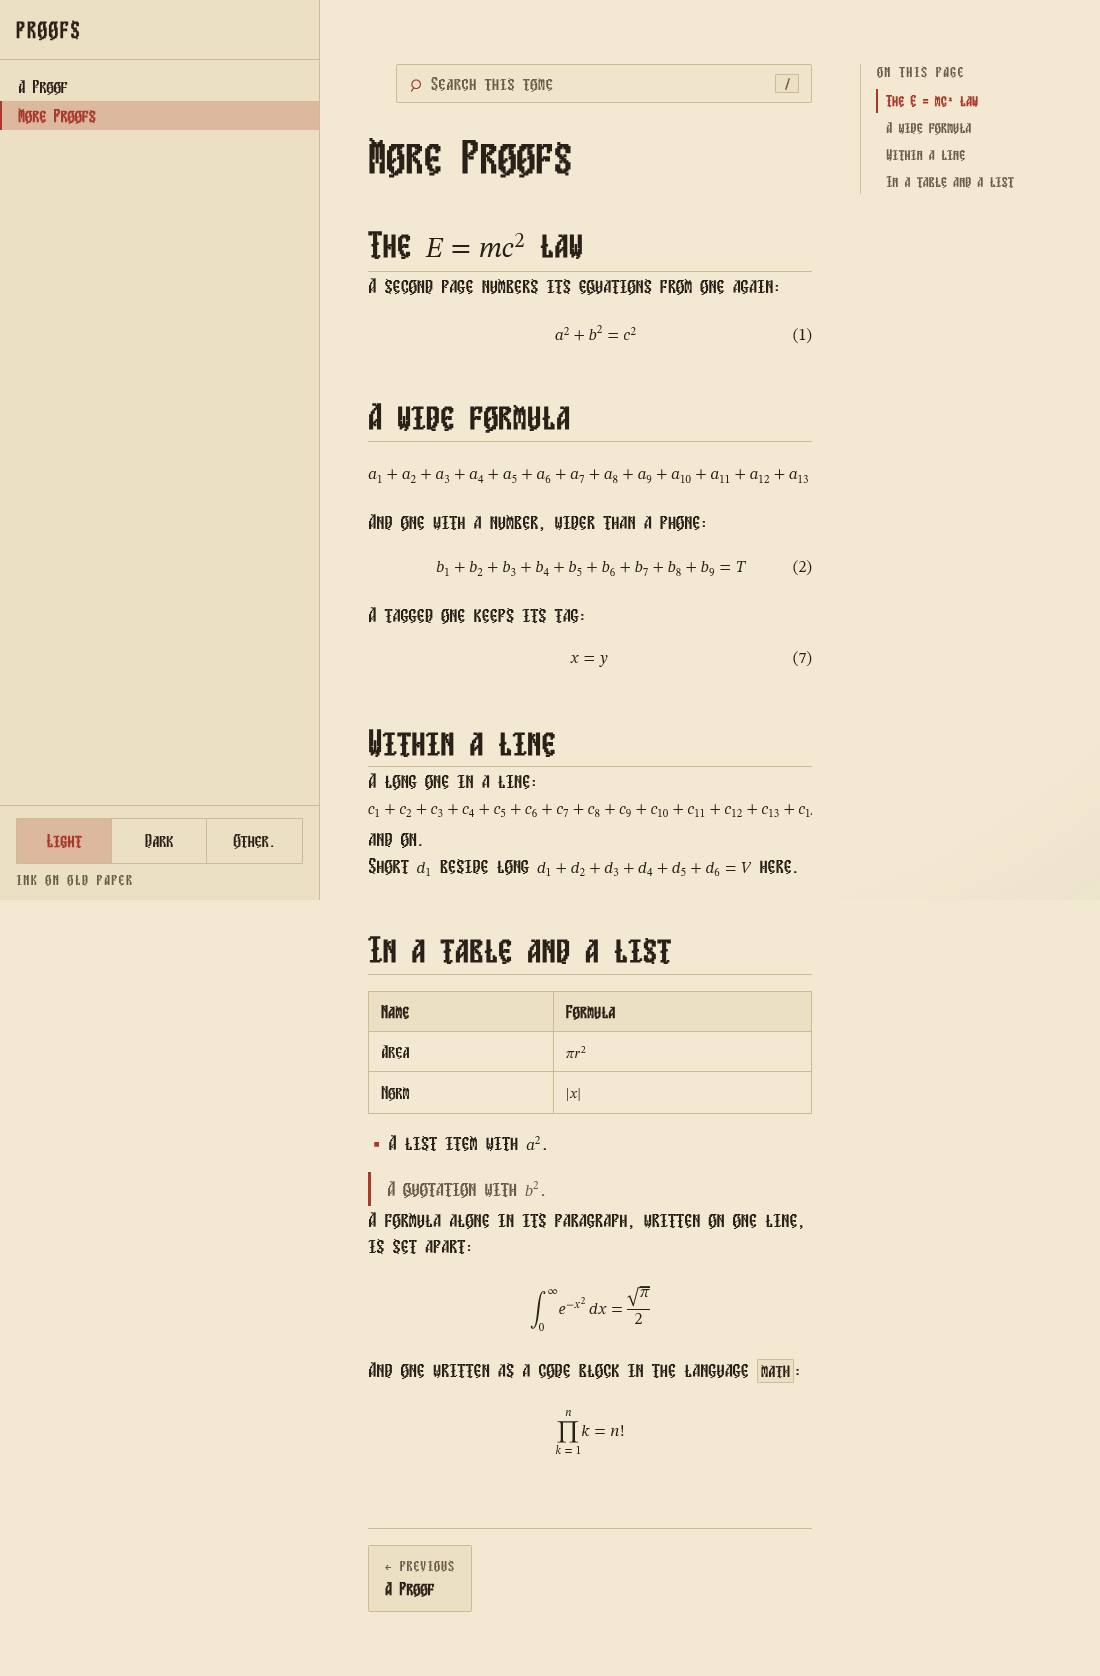 Proofs
A Proof
More Proofs
Search this tome
/
On this page
The E = mc² law
A wide formula
Within a line
In a table and a list
More Proofs
The E = mc² law
A second page numbers its equations from one again:
a² + b² = c² (1)
A wide formula
a₁ + a₂ + a₃ + a₄ + a₅ + a₆ + a₇ + a₈ + a₉ + a₁₀ + a₁₁ + a₁₂ + a₁₃
And one with a number, wider than a phone:
b₁ + b₂ + b₃ + b₄ + b₅ + b₆ + b₇ + b₈ + b₉ = T (2)
A tagged one keeps its tag:
x = y (7)
Within a line
A long one in a line:
c₁ + c₂ + c₃ + c₄ + c₅ + c₆ + c₇ + c₈ + c₉ + c₁₀ + c₁₁ + c₁₂ + c₁₃ +
and on.
Short d₁ beside long d₁ + d₂ + d₃ + d₄ + d₅ + d₆ = V here.
Light Dark Other.
Ink on old paper
In a table and a list
Name Formula
Area πr²
Norm |x|
▪ A list item with a².
A quotation with b².
A formula alone in its paragraph, written on one line,
is set apart:
∫₀^∞ e^(−x²) dx = √π/2
And one written as a code block in the language math:
∏_(k = 1)^n k = n!
← Previous
A Proof